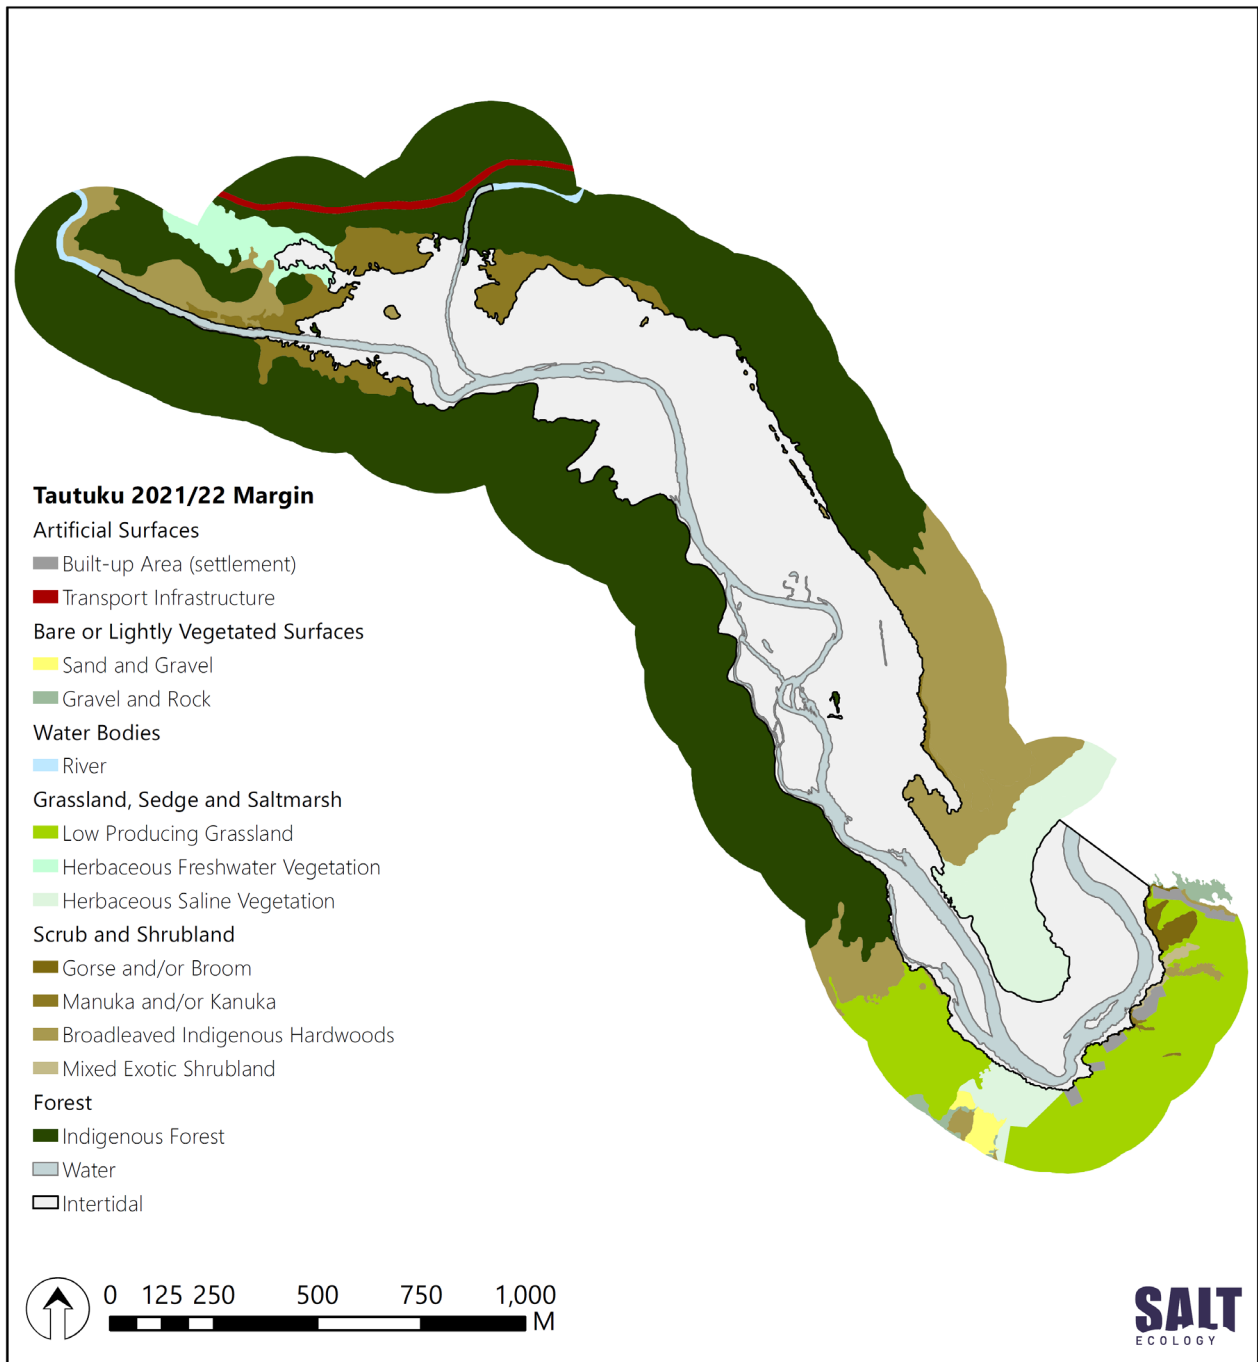 Tautuku 2021/22 Margin
Artificial Surfaces
Built-up Area (settlement)
Transport Infrastructure
Bare or Lightly Vegetated Surfaces
Sand and Gravel
Gravel and Rock
Water Bodies
River
Grassland, Sedge and Saltmarsh
Low Producing Grassland
Herbaceous Freshwater Vegetation
Herbaceous Saline Vegetation
Scrub and Shrubland
Gorse and/or Broom
Manuka and/or Kanuka
Broadleaved Indigenous Hardwoods
Mixed Exotic Shrubland
Forest
Indigenous Forest
Water
Intertidal
0 125 250 500 750 1,000
M
SALT
ECOLOGY